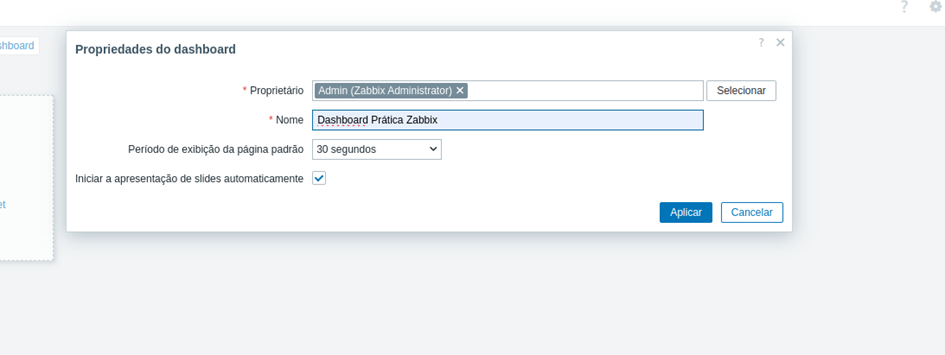 ?
shboard
Propriedades do dashboard
?
* Proprietário
Admin (Zabbix Administrator)
Selecionar
* Nome
Dashboard Prática Zabbix
Período de exibição da página padrão
30 segundos
Iniciar a apresentação de slides automaticamente
Aplicar
Cancelar
et